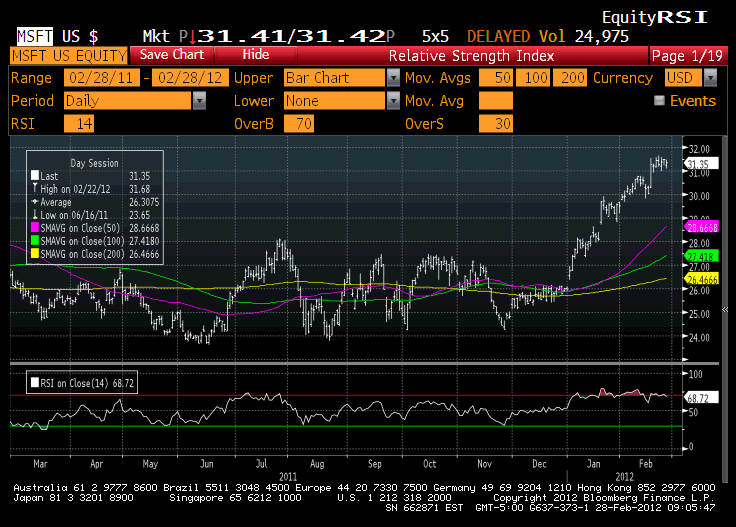 EquityRSI
MSFT US $ Mkt P↓31.41/31.42P 5x5 DELAYED Vol 24,975
MSFT US EQUITY Save Chart Hide Relative Strength Index Page 1/19
Range 02/28/11 - 02/28/12 Upper Bar Chart Mov. Avgs 50 100 200 Currency USD
Period Daily Lower None Mov. Avg Events
RSI 14 OverB 70 OverS 30
Day Session
Last 31.35
High on 02/22/12 31.68
Average 26.3075
Low on 06/16/11 23.65
SMAVG on Close(50) 28.6668
SMAVG on Close(100) 27.4180
SMAVG on Close(200) 26.4666
32.00
31.35
31.00
30.00
29.00
28.6668
28.00
27.418
27.00
26.4666
26.00
25.00
24.00
RSI on Close(14) 68.72
100
68.72
50
0
Mar Apr May Jun Jul Aug Sep Oct Nov Dec Jan Feb
2011 2012
Australia 61 2 9777 8600 Brazil 5511 3048 4500 Europe 44 20 7330 7500 Germany 49 69 9204 1210 Hong Kong 852 2977 6000
Japan 81 3 3201 8900 Singapore 65 6212 1000 U.S. 1 212 318 2000 Copyright 2012 Bloomberg Finance L.P.
SN 662871 EST GMT-5:00 G637-373-1 28-Feb-2012 09:05:47